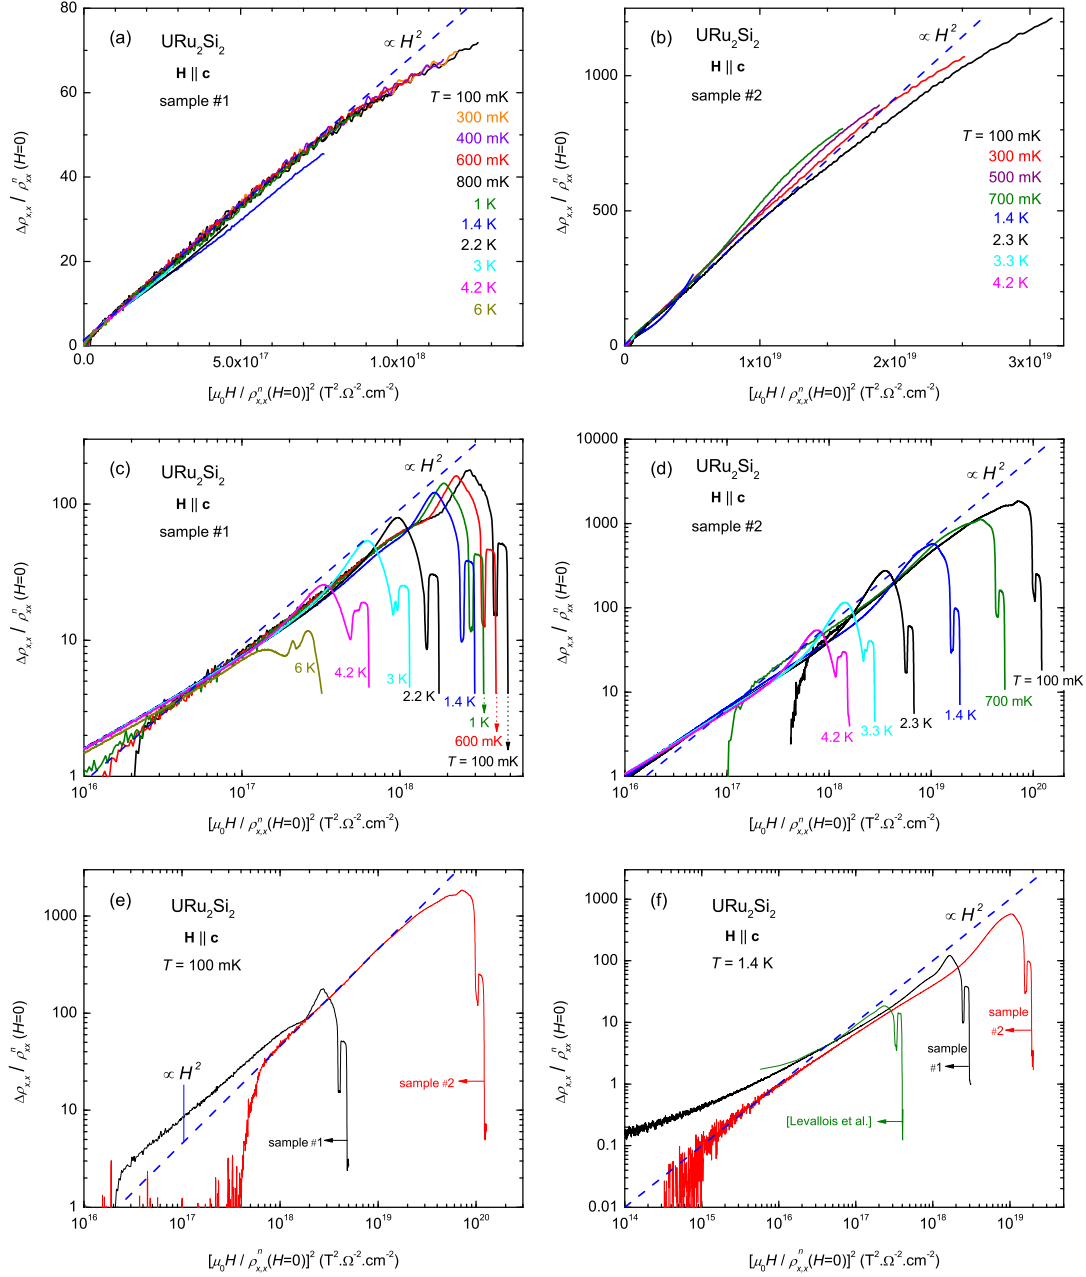 (a)
URu2Si2
H || c
sample #1
∝ H²
T = 100 mK
300 mK
400 mK
600 mK
800 mK
1 K
1.4 K
2.2 K
3 K
4.2 K
6 K
80
60
40
20
0
0.0
5.0x10¹⁷
1.0x10¹⁸
Δρx,x / ρⁿxx (H=0)
[μ0H / ρⁿx,x(H=0)]² (T².Ω⁻².cm⁻²)
(b)
URu2Si2
H || c
sample #2
∝ H²
T = 100 mK
300 mK
500 mK
700 mK
1.4 K
2.3 K
3.3 K
4.2 K
1000
500
0
0
1x10¹⁹
2x10¹⁹
3x10¹⁹
Δρx,x / ρⁿxx (H=0)
[μ0H / ρⁿx,x(H=0)]² (T².Ω⁻².cm⁻²)
(c)
URu2Si2
H || c
sample #1
∝ H²
6 K
4.2 K
3 K
2.2 K
1.4 K
1 K
600 mK
T = 100 mK
100
10
1
10¹⁶
10¹⁷
10¹⁸
Δρx,x / ρⁿxx (H=0)
[μ0H / ρⁿx,x(H=0)]² (T².Ω⁻².cm⁻²)
(d)
URu2Si2
H || c
sample #2
∝ H²
4.2 K
3.3 K
2.3 K
1.4 K
700 mK
T = 100 mK
10000
1000
100
10
1
10¹⁶
10¹⁷
10¹⁸
10¹⁹
10²⁰
Δρx,x / ρⁿxx (H=0)
[μ0H / ρⁿx,x(H=0)]² (T².Ω⁻².cm⁻²)
(e)
URu2Si2
H || c
T = 100 mK
∝ H²
sample #2
sample #1
1000
100
10
1
10¹⁶
10¹⁷
10¹⁸
10¹⁹
10²⁰
Δρx,x / ρⁿxx (H=0)
[μ0H / ρⁿx,x(H=0)]² (T².Ω⁻².cm⁻²)
(f)
URu2Si2
H || c
T = 1.4 K
∝ H²
sample
#2
sample
#1
[Levallois et al.]
1000
100
10
1
0.1
0.01
10¹⁴
10¹⁵
10¹⁶
10¹⁷
10¹⁸
10¹⁹
Δρx,x / ρⁿxx (H=0)
[μ0H / ρⁿx,x(H=0)]² (T².Ω⁻².cm⁻²)